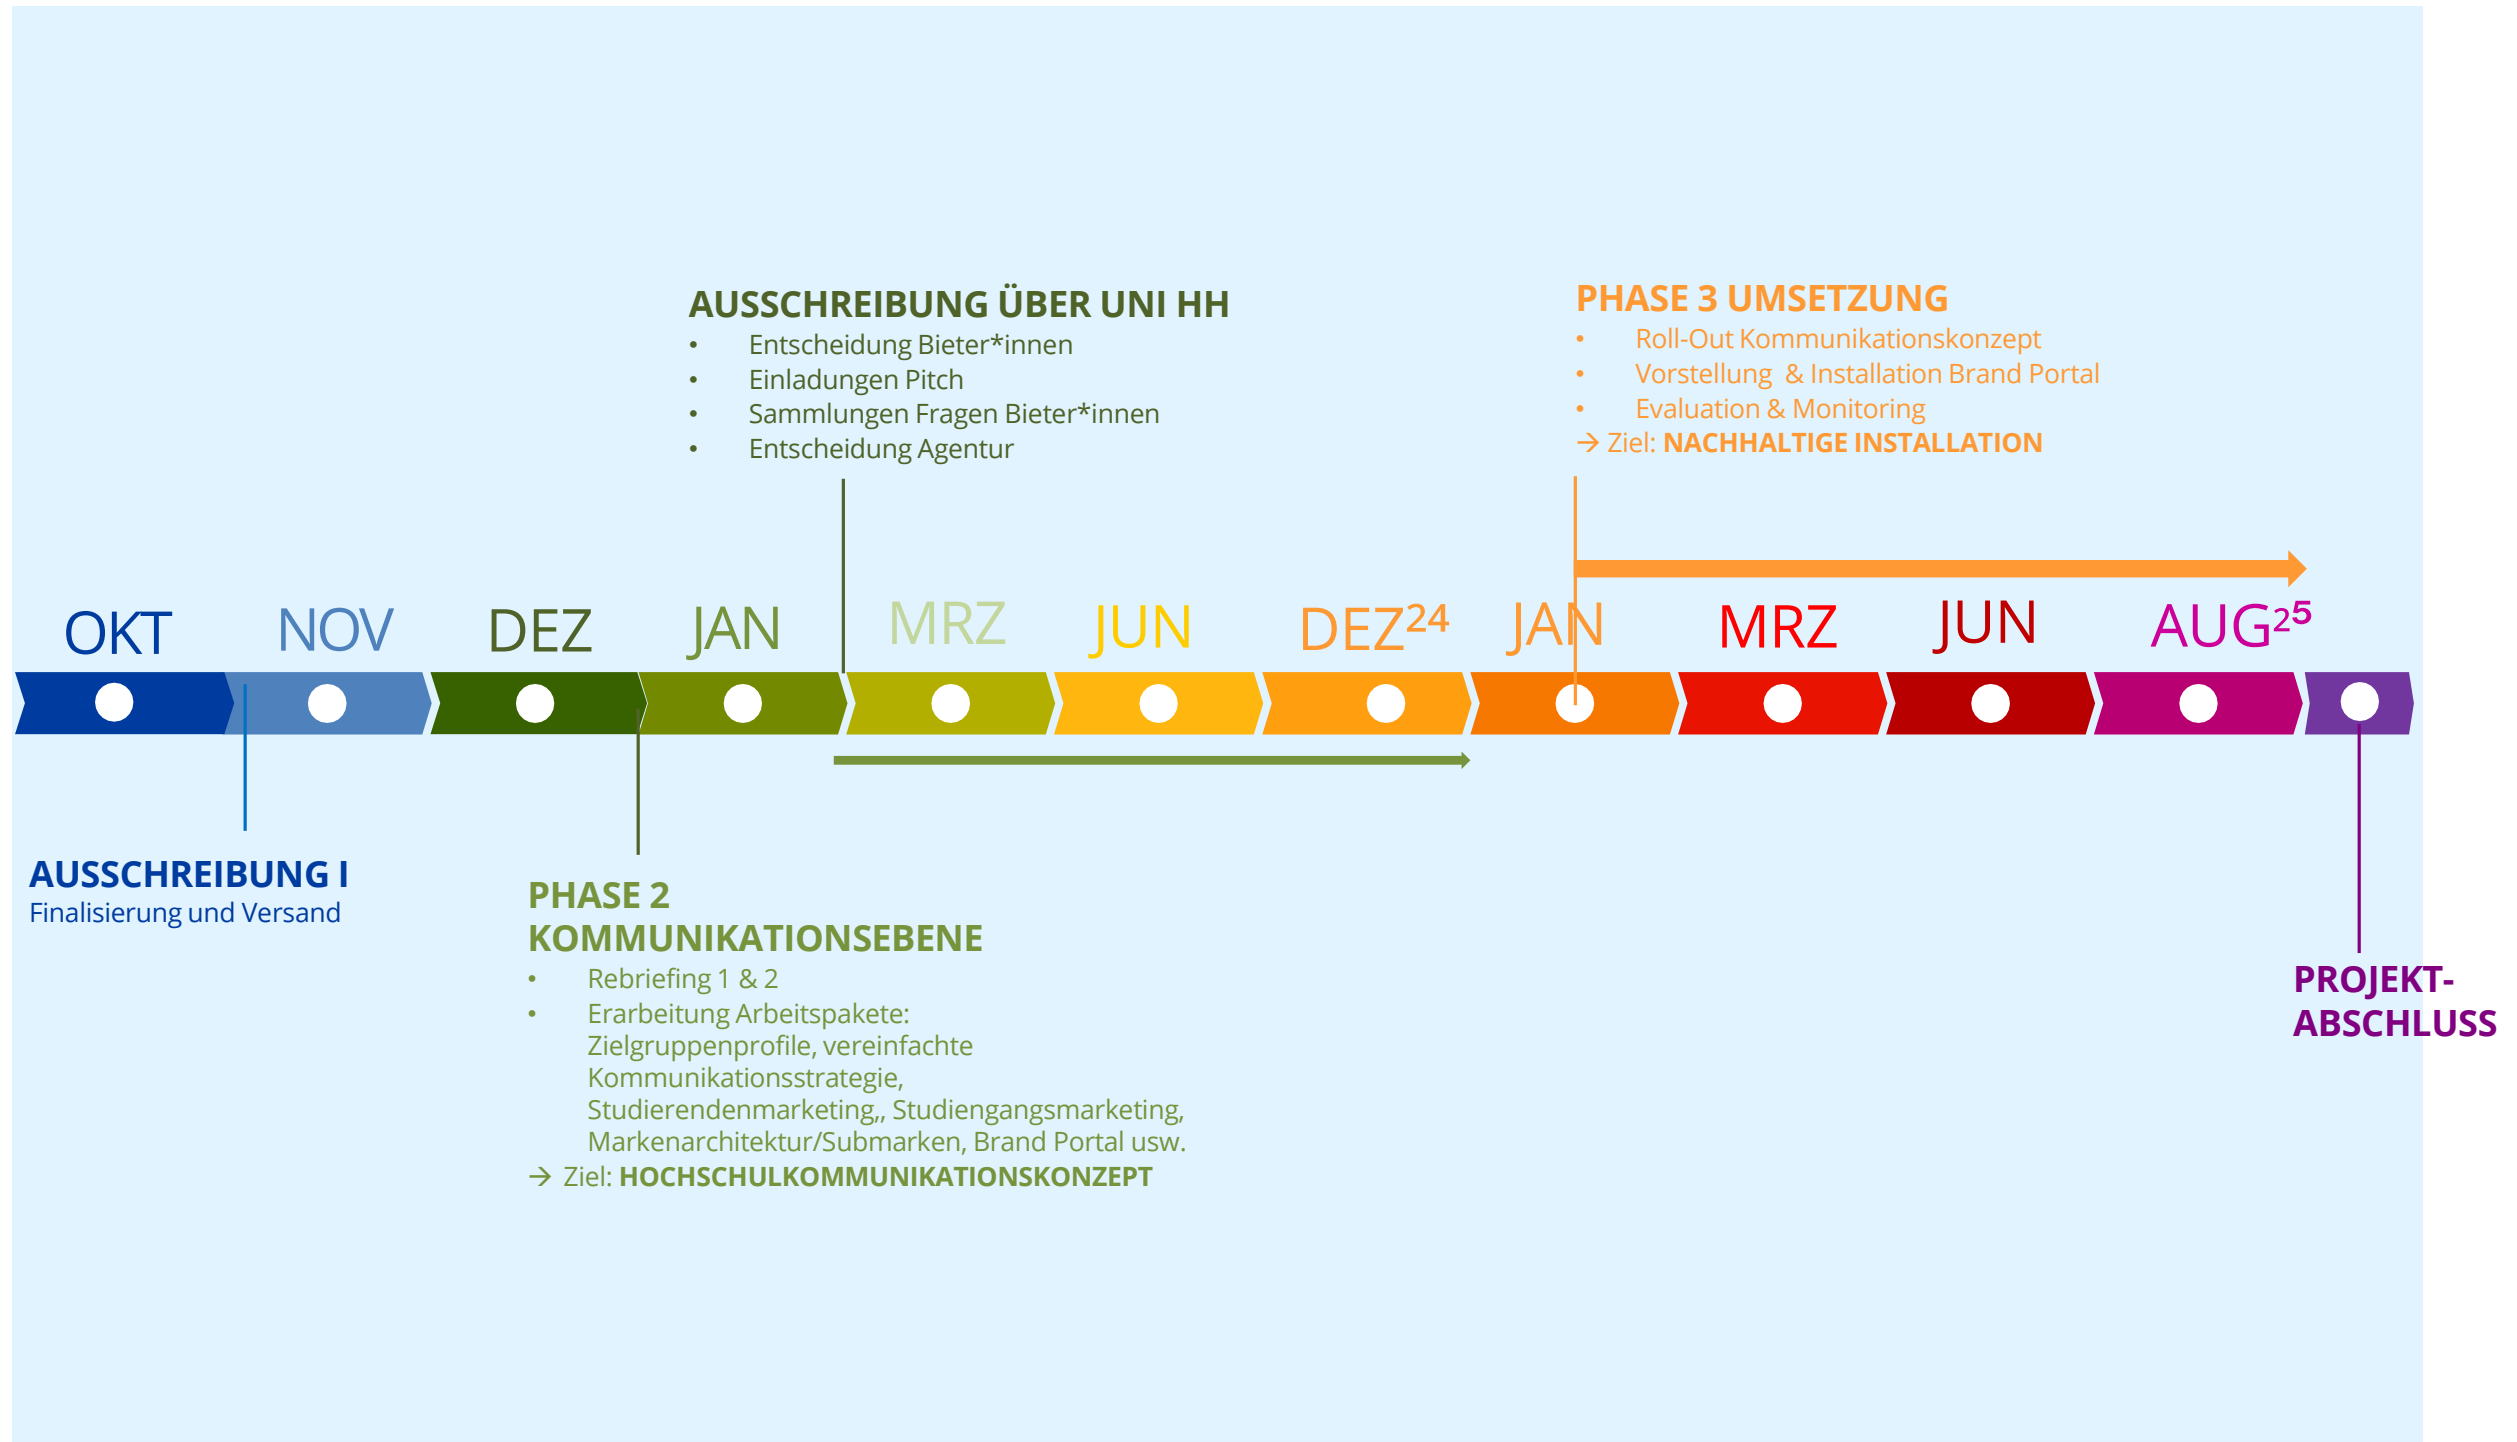 AUSSCHREIBUNG ÜBER UNI HH
• Entscheidung Bieter*innen
• Einladungen Pitch
• Sammlungen Fragen Bieter*innen
• Entscheidung Agentur
PHASE 3 UMSETZUNG
• Roll-Out Kommunikationskonzept
• Vorstellung & Installation Brand Portal
• Evaluation & Monitoring
→ Ziel: NACHHALTIGE INSTALLATION
OKT NOV DEZ JAN MRZ JUN DEZ²⁴ JAN MRZ JUN AUG²⁵
AUSSCHREIBUNG I
Finalisierung und Versand
PHASE 2
KOMMUNIKATIONSEBENE
• Rebriefing 1 & 2
• Erarbeitung Arbeitspakete:
Zielgruppenprofile, vereinfachte
Kommunikationsstrategie,
Studierendenmarketing,, Studiengangsmarketing,
Markenarchitektur/Submarken, Brand Portal usw.
→ Ziel: HOCHSCHULKOMMUNIKATIONSKONZEPT
PROJEKT-
ABSCHLUSS